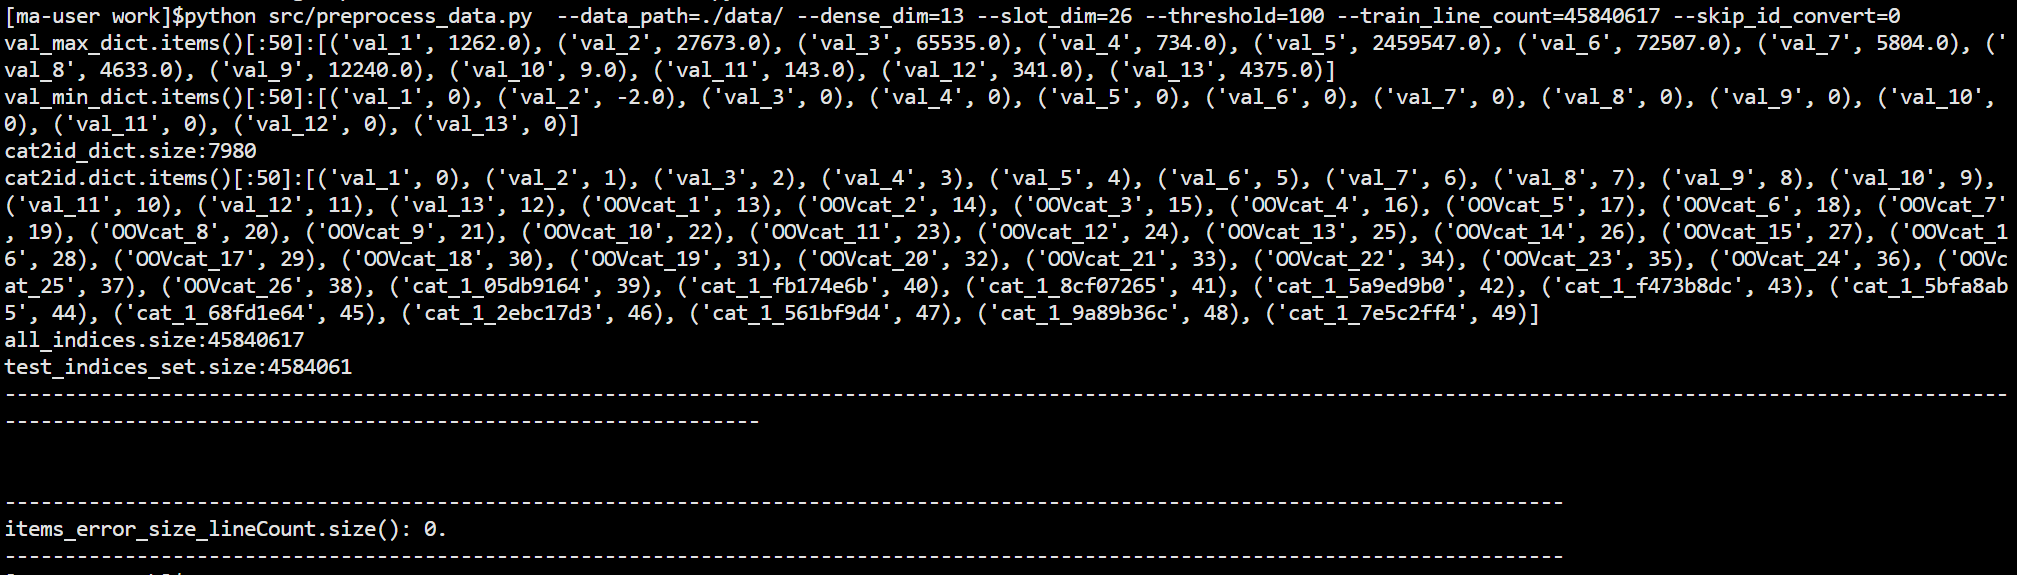 [ma-user work]$python src/preprocess_data.py  --data_path=./data/ --dense_dim=13 --slot_dim=26 --threshold=100 --train_line_count=45840617 --skip_id_convert=0
val_max_dict.items()[:50]:[('val_1', 1262.0), ('val_2', 27673.0), ('val_3', 65535.0), ('val_4', 734.0), ('val_5', 2459547.0), ('val_6', 72507.0), ('val_7', 5804.0), ('
val_8', 4633.0), ('val_9', 12240.0), ('val_10', 9.0), ('val_11', 143.0), ('val_12', 341.0), ('val_13', 4375.0)]
val_min_dict.items()[:50]:[('val_1', 0), ('val_2', -2.0), ('val_3', 0), ('val_4', 0), ('val_5', 0), ('val_6', 0), ('val_7', 0), ('val_8', 0), ('val_9', 0), ('val_10',
0), ('val_11', 0), ('val_12', 0), ('val_13', 0)]
cat2id_dict.size:7980
cat2id.dict.items()[:50]:[('val_1', 0), ('val_2', 1), ('val_3', 2), ('val_4', 3), ('val_5', 4), ('val_6', 5), ('val_7', 6), ('val_8', 7), ('val_9', 8), ('val_10', 9),
('val_11', 10), ('val_12', 11), ('val_13', 12), ('OOVcat_1', 13), ('OOVcat_2', 14), ('OOVcat_3', 15), ('OOVcat_4', 16), ('OOVcat_5', 17), ('OOVcat_6', 18), ('OOVcat_7'
, 19), ('OOVcat_8', 20), ('OOVcat_9', 21), ('OOVcat_10', 22), ('OOVcat_11', 23), ('OOVcat_12', 24), ('OOVcat_13', 25), ('OOVcat_14', 26), ('OOVcat_15', 27), ('OOVcat_1
6', 28), ('OOVcat_17', 29), ('OOVcat_18', 30), ('OOVcat_19', 31), ('OOVcat_20', 32), ('OOVcat_21', 33), ('OOVcat_22', 34), ('OOVcat_23', 35), ('OOVcat_24', 36), ('OOVc
at_25', 37), ('OOVcat_26', 38), ('cat_1_05db9164', 39), ('cat_1_fb174e6b', 40), ('cat_1_8cf07265', 41), ('cat_1_5a9ed9b0', 42), ('cat_1_f473b8dc', 43), ('cat_1_5bfa8ab
5', 44), ('cat_1_68fd1e64', 45), ('cat_1_2ebc17d3', 46), ('cat_1_561bf9d4', 47), ('cat_1_9a89b36c', 48), ('cat_1_7e5c2ff4', 49)]
all_indices.size:45840617
test_indices_set.size:4584061
-----------------------------------------------------------------------------------------------------------------------------------------------------------------------
---------------------------------------------------------------
----------------------------------------------------------------------------------------------------------------------------------
items_error_size_lineCount.size(): 0.
----------------------------------------------------------------------------------------------------------------------------------